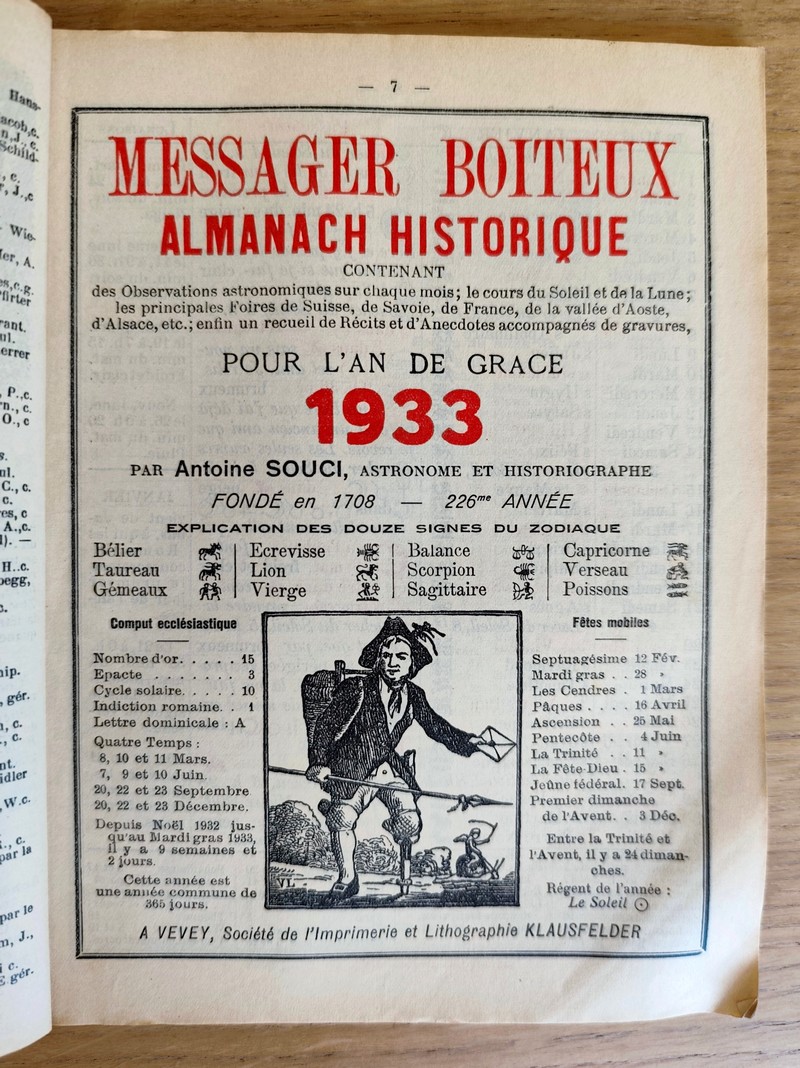 — 7 —
MESSAGER BOITEUX
ALMANACH HISTORIQUE
CONTENANT
des Observations astronomiques sur chaque mois; le cours du Soleil et de la Lune;
les principales Foires de Suisse, de Savoie, de France, de la vallée d'Aoste,
d'Alsace, etc.; enfin un recueil de Récits et d'Anecdotes accompagnés de gravures,
POUR L'AN DE GRACE
1933
PAR Antoine SOUCI, ASTRONOME ET HISTORIOGRAPHE
FONDÉ en 1708 — 226me ANNÉE
EXPLICATION DES DOUZE SIGNES DU ZODIAQUE
Bélier
Taureau
Gémeaux
Ecrevisse
Lion
Vierge
Balance
Scorpion
Sagittaire
Capricorne
Verseau
Poissons
Comput ecclésiastique
Nombre d'or. . . . . 15
Epacte . . . . . . . 3
Cycle solaire. . . . . 10
Indiction romaine. . 1
Lettre dominicale : A
Quatre Temps :
8, 10 et 11 Mars.
7, 9 et 10 Juin.
20, 22 et 23 Septembre
20, 22 et 23 Décembre.
Depuis Noël 1932 jus-
qu'au Mardi gras 1933,
il y a 9 semaines et
2 jours.
Cette année est
une année commune de
365 jours.
VL.
Fêtes mobiles
Septuagésime 12 Fév.
Mardi gras . . 28 »
Les Cendres . 1 Mars
Pâques . . . . 16 Avril
Ascension . . 25 Mai
Pentecôte . . 4 Juin
La Trinité . . 11 »
La Fête-Dieu . 15 »
Jeûne fédéral. 17 Sept.
Premier dimanche
de l'Avent. . 3 Déc.
Entre la Trinité et
l'Avent, il y a 24 diman-
ches.
Régent de l'année :
Le Soleil ☉
A VEVEY, Société de l'Imprimerie et Lithographie KLAUSFELDER